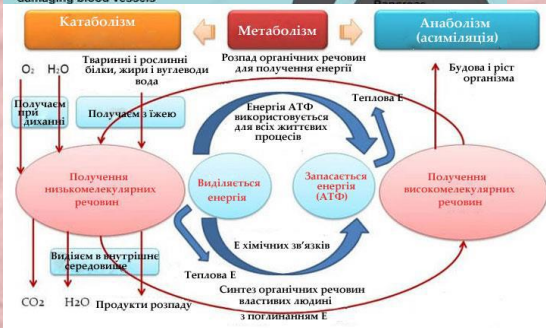 damaging blood vessels
Катаболізм
Метаболізм
Анаболізм
(асиміляція)
O₂ H₂O
Тваринні і рослинні
білки, жири і вуглеводи
вода
Розпад органічних речовин
для получення енергії
Будова і ріст
організма
Получаєм
при
диханні
Получаєм з їжею
Енергія АТФ
використовується
для всіх життєвих
процесів
Теплова Е
Получення
низькомелекулярних
речовин
Виділяється
енергія
Запасається
енергія
(АТФ)
Получення
високомелекулярних
речовин
Е хімічних зв'язків
Видіяєм в внутрішнє
середовище
Теплова Е
CO2 H2O Продукти розпаду
Синтез органічних речовин
властивих людині
з поглинанням Е